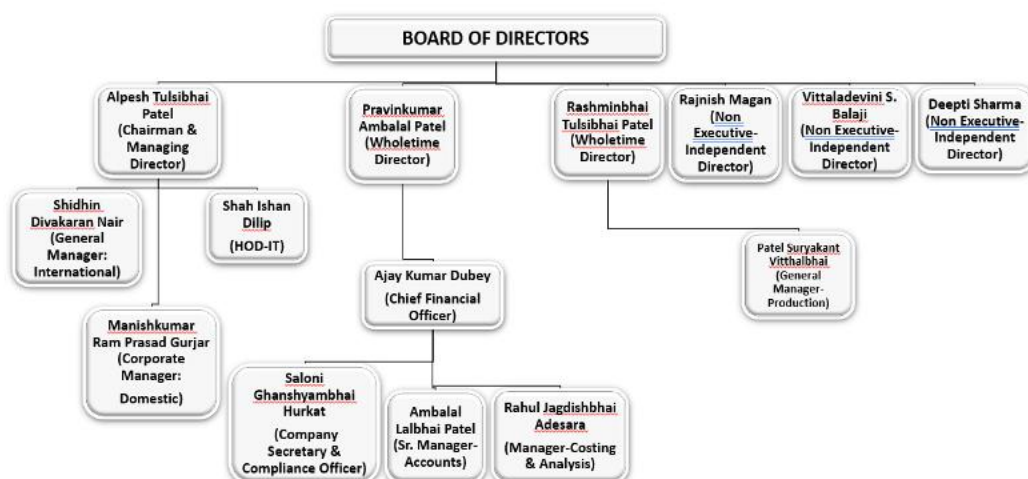 BOARD OF DIRECTORS
Alpesh Tulsibhai
Patel
(Chairman &
Managing
Director)
Pravinkumar
Ambalal Patel
(Wholetime
Director)
Rashminbhai
Tulsibhai Patel
(Wholetime
Director)
Rajnish Magan
(Non
Executive-
Independent
Director)
Vittaladevini S.
Balaji
(Non Executive-
Independent
Director)
Deepti Sharma
(Non Executive-
Independent
Director)
Shidhin
Divakaran Nair
(General
Manager:
International)
Shah Ishan
Dilip
(HOD-IT)
Manishkumar
Ram Prasad Gurjar
(Corporate
Manager:
Domestic)
Ajay Kumar Dubey
(Chief Financial
Officer)
Patel Suryakant
Vitthalbhai
(General
Manager-
Production)
Saloni
Ghanshyambhai
Hurkat
(Company
Secretary &
Compliance Officer)
Ambalal
Lalbhai Patel
(Sr. Manager-
Accounts)
Rahul Jagdishbhai
Adesara
(Manager-Costing
& Analysis)